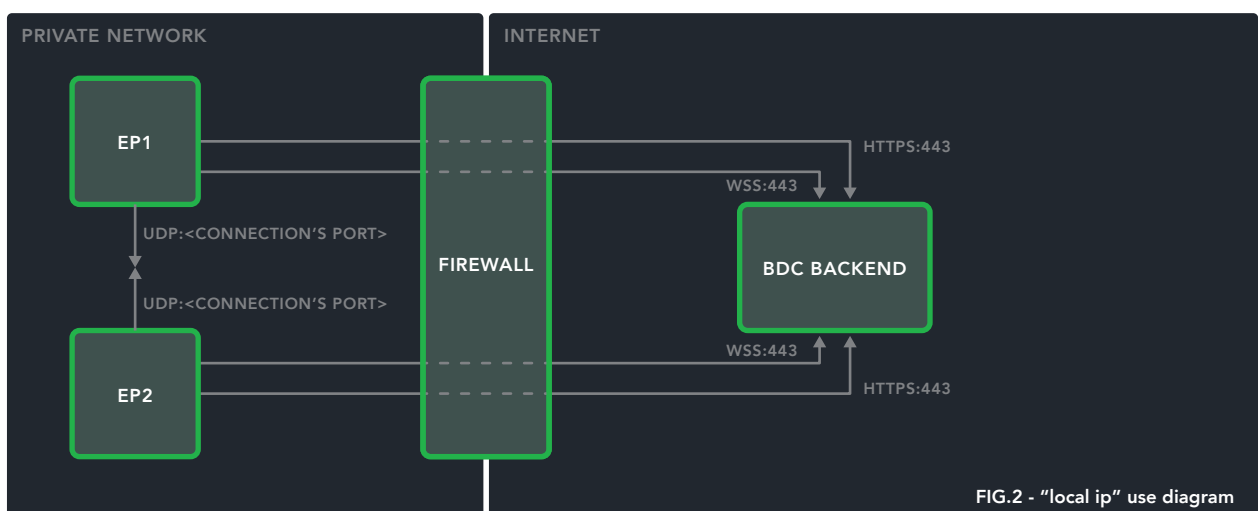 PRIVATE NETWORK
INTERNET
EP1
HTTPS:443
WSS:443
UDP:<CONNECTION'S PORT>
FIREWALL
BDC BACKEND
UDP:<CONNECTION'S PORT>
WSS:443
EP2
HTTPS:443
FIG.2 - "local ip" use diagram